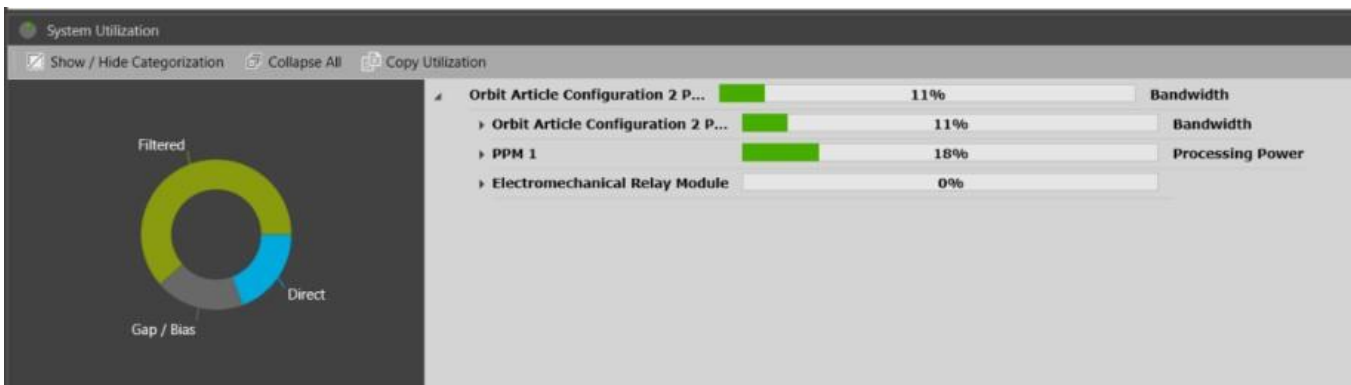 System Utilization
Show / Hide Categorization Collapse All Copy Utilization
Orbit Article Configuration 2 P... 11% Bandwidth
Orbit Article Configuration 2 P... 11% Bandwidth
PPM 1 18% Processing Power
Electromechanical Relay Module 0%
Filtered
Direct
Gap / Bias